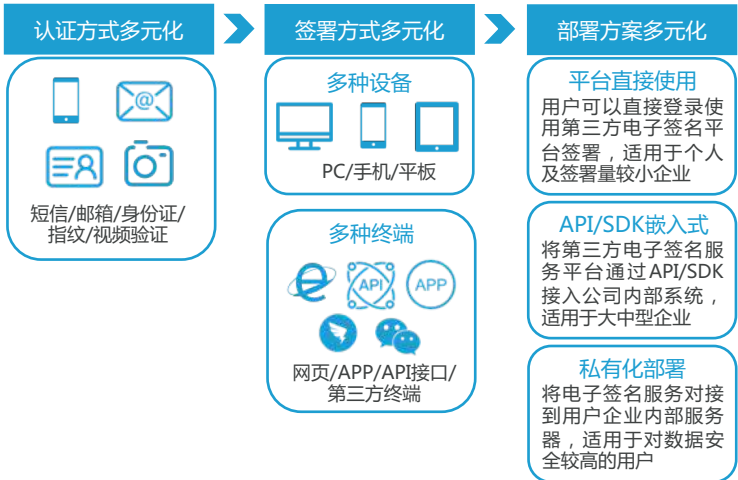 认证方式多元化
短信/邮箱/身份证/
指纹/视频验证
签署方式多元化
多种设备
PC/手机/平板
多种终端
API
APP
网页/APP/API接口/
第三方终端
部署方案多元化
平台直接使用
用户可以直接登录使
用第三方电子签名平
台签署，适用于个人
及签署量较小企业
API/SDK嵌入式
将第三方电子签名服
务平台通过API/SDK
接入公司内部系统，
适用于大中型企业
私有化部署
将电子签名服务对接
到用户企业内部服务
器，适用于对数据安
全较高的用户